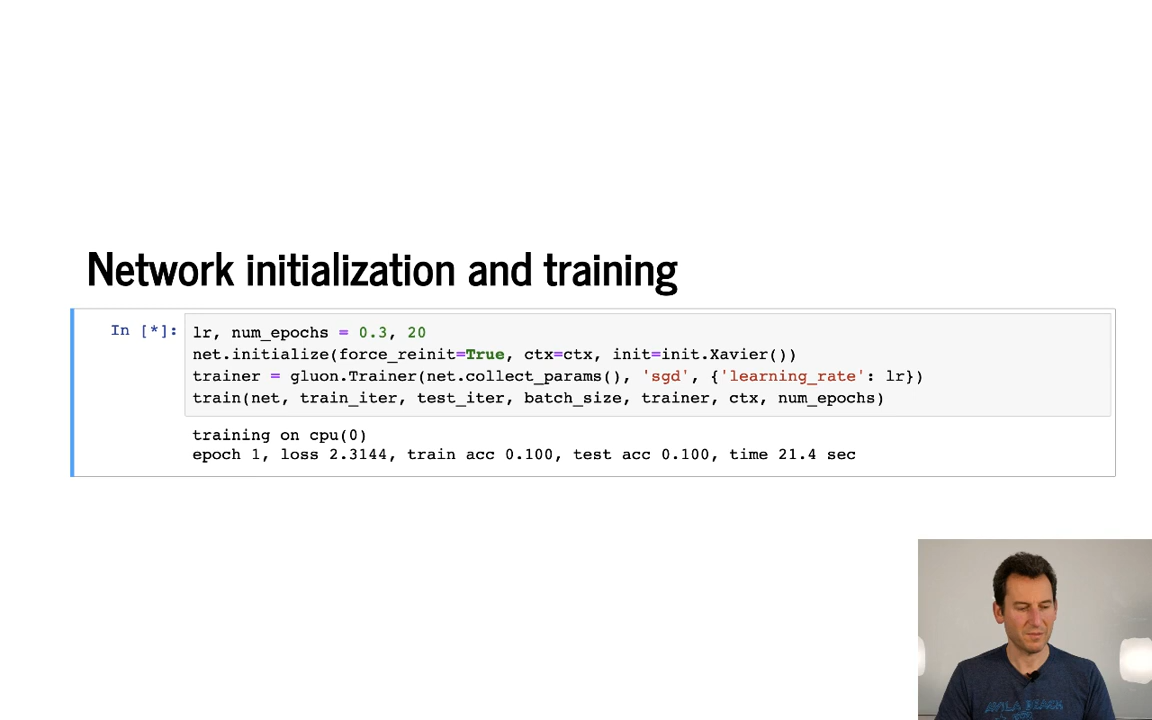 Network initialization and training
In [*]:
lr, num_epochs = 0.3, 20
net.initialize(force_reinit=True, ctx=ctx, init=init.Xavier())
trainer = gluon.Trainer(net.collect_params(), 'sgd', {'learning_rate': lr})
train(net, train_iter, test_iter, batch_size, trainer, ctx, num_epochs)
training on cpu(0)
epoch 1, loss 2.3144, train acc 0.100, test acc 0.100, time 21.4 sec